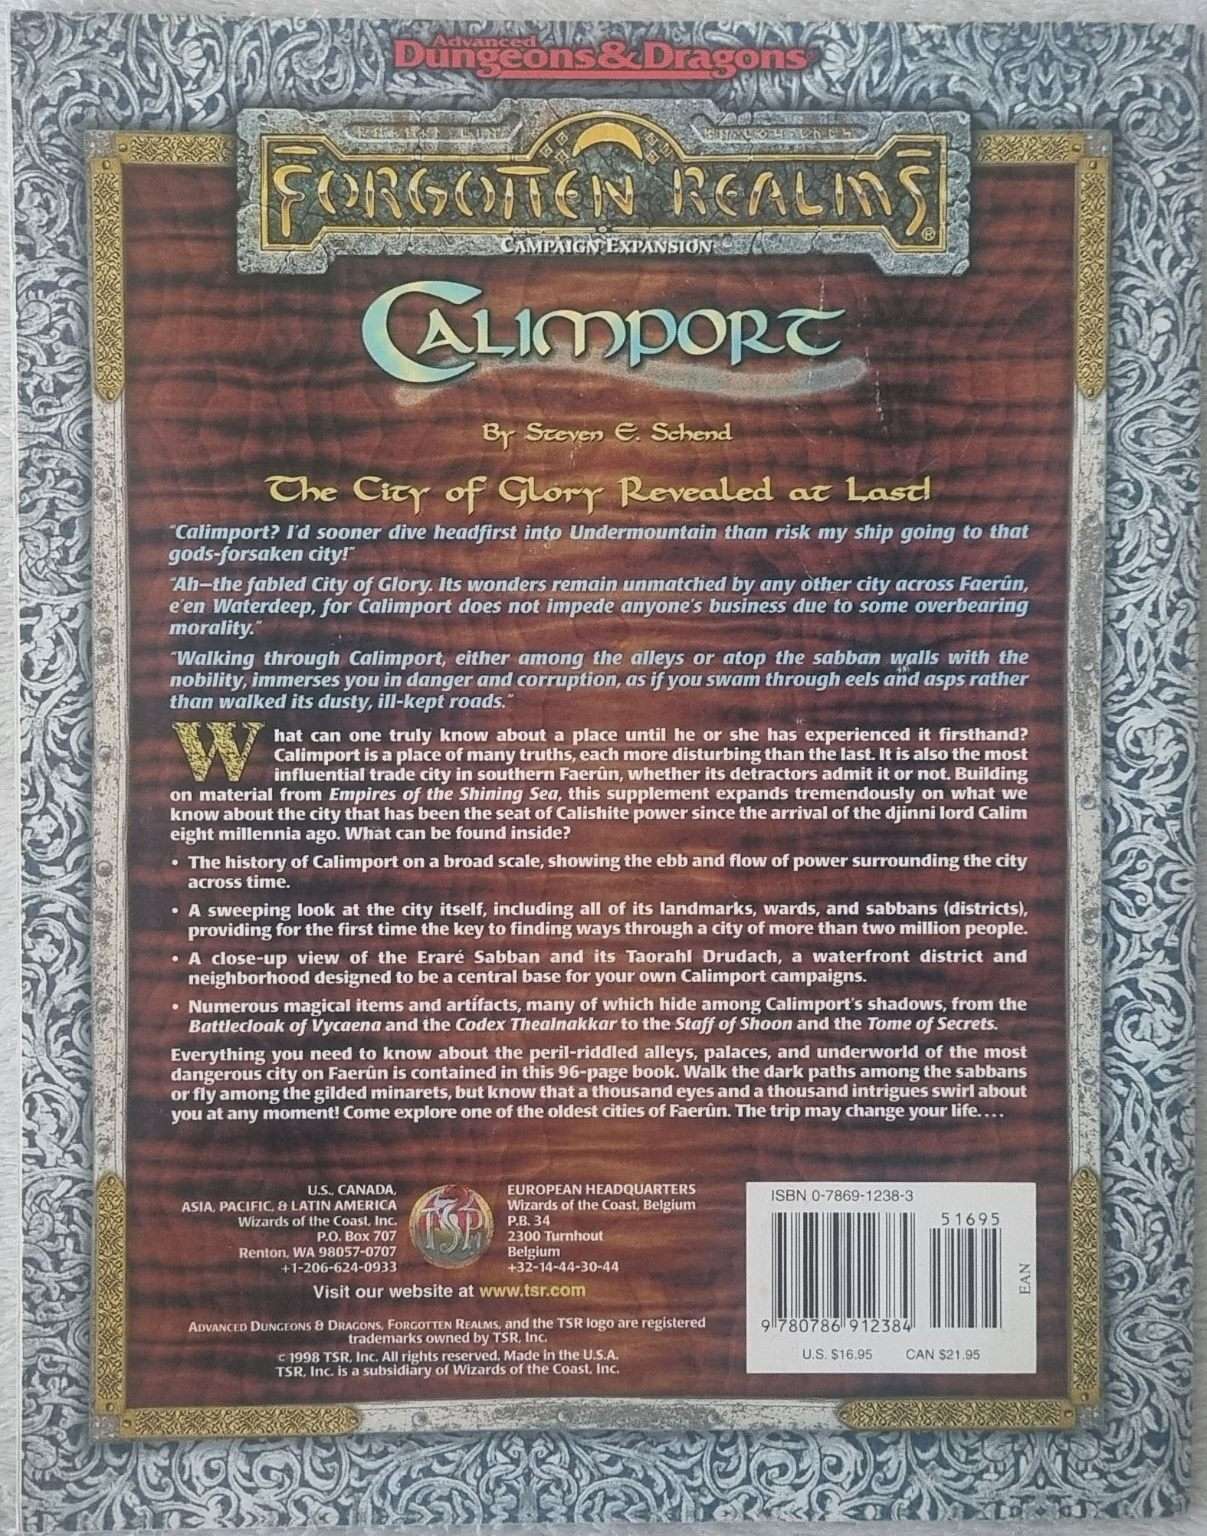 Advanced
Dungeons & Dragons
FORGOTTEN REALMS
®
CAMPAIGN EXPANSION
CALIMPORT
By Steven E. Schend
The City of Glory Revealed at Last!
"Calimport? I'd sooner dive headfirst into Undermountain than risk my ship going to that
gods-forsaken city!"
"Ah—the fabled City of Glory. Its wonders remain unmatched by any other city across Faerûn,
e'en Waterdeep, for Calimport does not impede anyone's business due to some overbearing
morality."
"Walking through Calimport, either among the alleys or atop the sabban walls with the
nobility, immerses you in danger and corruption, as if you swam through eels and asps rather
than walked its dusty, ill-kept roads."
What can one truly know about a place until he or she has experienced it firsthand?
Calimport is a place of many truths, each more disturbing than the last. It is also the most
influential trade city in southern Faerûn, whether its detractors admit it or not. Building
on material from Empires of the Shining Sea, this supplement expands tremendously on what we
know about the city that has been the seat of Calishite power since the arrival of the djinni lord Calim
eight millennia ago. What can be found inside?
• The history of Calimport on a broad scale, showing the ebb and flow of power surrounding the city
across time.
• A sweeping look at the city itself, including all of its landmarks, wards, and sabbans (districts),
providing for the first time the key to finding ways through a city of more than two million people.
• A close-up view of the Eraré Sabban and its Taorahl Drudach, a waterfront district and
neighborhood designed to be a central base for your own Calimport campaigns.
• Numerous magical items and artifacts, many of which hide among Calimport's shadows, from the
Battlecloak of Vycaena and the Codex Thealnakkar to the Staff of Shoon and the Tome of Secrets.
Everything you need to know about the peril-riddled alleys, palaces, and underworld of the most
dangerous city on Faerûn is contained in this 96-page book. Walk the dark paths among the sabbans
or fly among the gilded minarets, but know that a thousand eyes and a thousand intrigues swirl about
you at any moment! Come explore one of the oldest cities of Faerûn. The trip may change your life. . . .
U.S., CANADA,
ASIA, PACIFIC, & LATIN AMERICA
Wizards of the Coast, Inc.
P.O. Box 707
Renton, WA 98057-0707
+1-206-624-0933
TSR
EUROPEAN HEADQUARTERS
Wizards of the Coast, Belgium
P.B. 34
2300 Turnhout
Belgium
+32-14-44-30-44
Visit our website at www.tsr.com
ADVANCED DUNGEONS & DRAGONS, FORGOTTEN REALMS, and the TSR logo are registered
trademarks owned by TSR, Inc.
© 1998 TSR, Inc. All rights reserved. Made in the U.S.A.
TSR, Inc. is a subsidiary of Wizards of the Coast, Inc.
ISBN 0-7869-1238-3
51695
EAN
9 780786 912384
U.S. $16.95 CAN $21.95